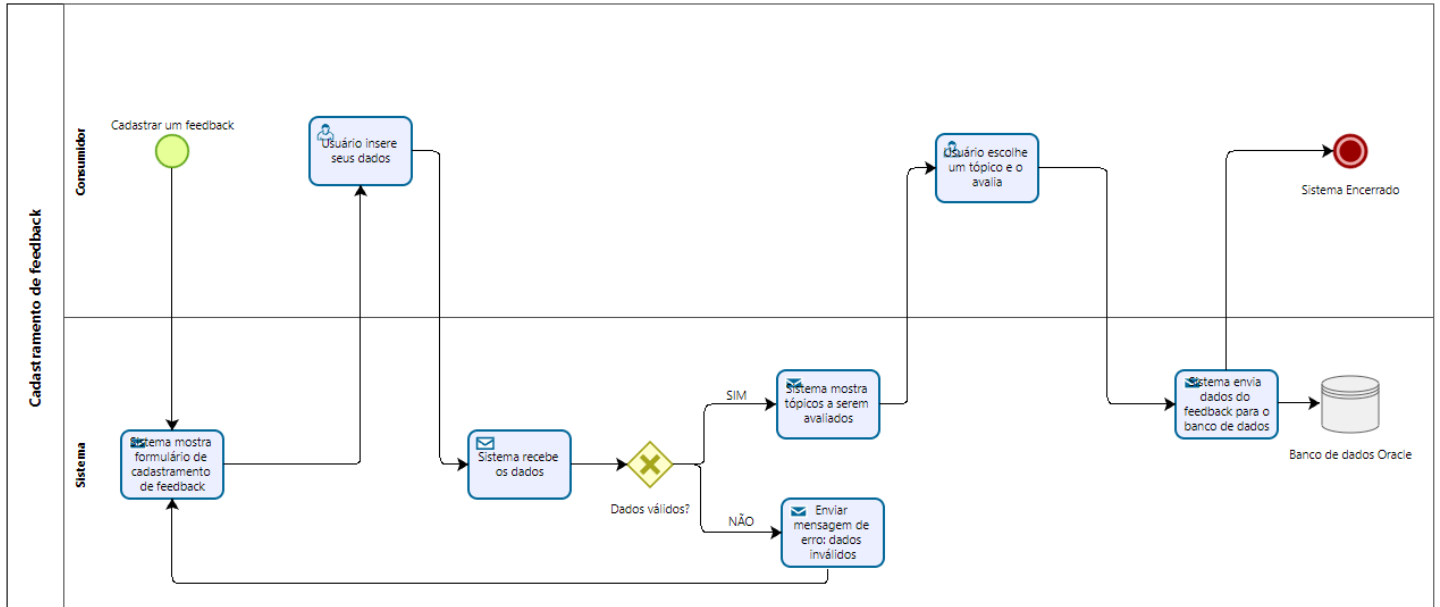 Cadastramento de feedback
Consumidor
Cadastrar um feedback
Usuário insere
seus dados
Usuário escolhe
um tópico e o
avalia
Sistema Encerrado
Sistema
Sistema mostra
formulário de
cadastramento
de feedback
Sistema recebe
os dados
Dados válidos?
SIM
NÃO
Sistema mostra
tópicos a serem
avaliados
Enviar
mensagem de
erro: dados
inválidos
Sistema envia
dados do
feedback para o
banco de dados
Banco de dados Oracle